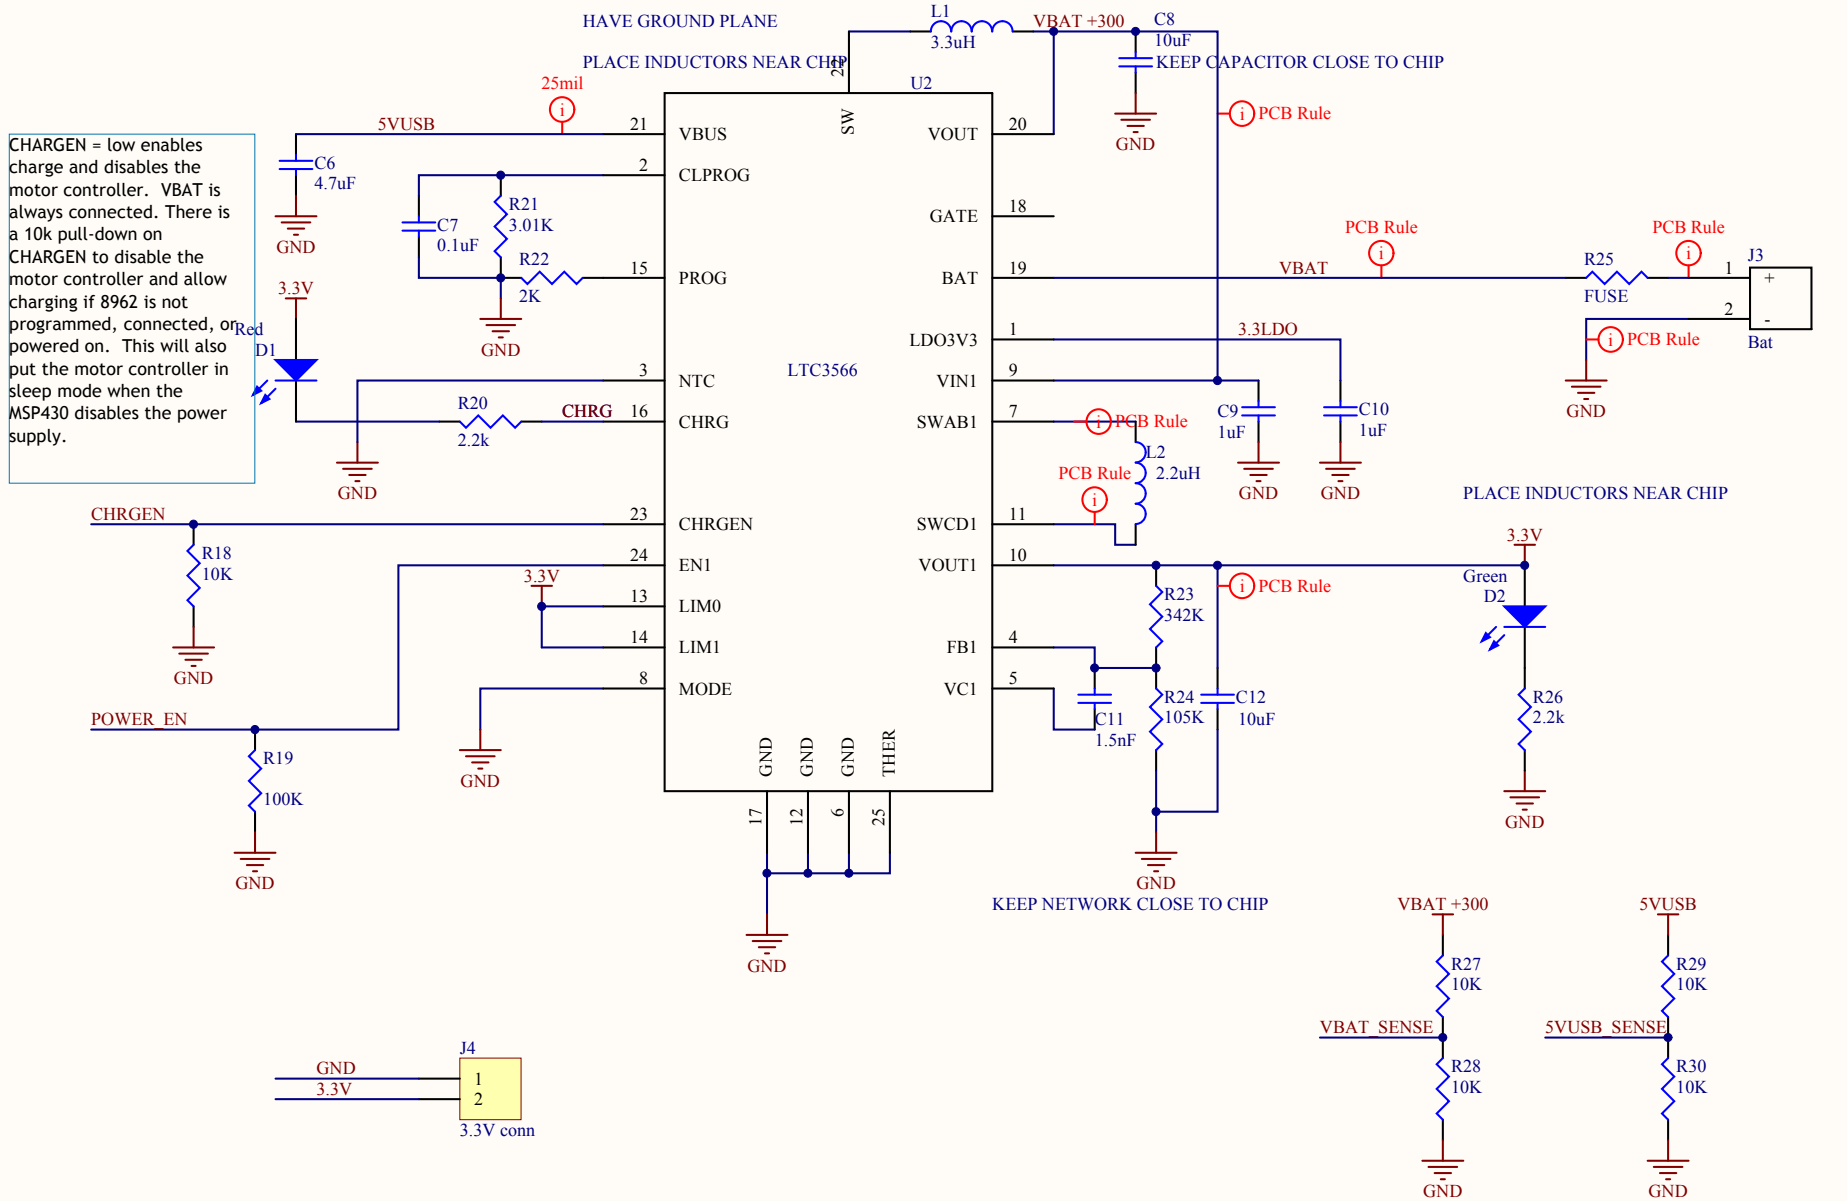 HAVE GROUND PLANE
PLACE INDUCTORS NEAR CHIP
L1
3.3uH
VBAT +300
C8
10uF
KEEP CAPACITOR CLOSE TO CHIP
22
U2
25mil
i
5VUSB
21
VBUS
SW
VOUT
20
GND
i PCB Rule
CHARGEN = low enables
charge and disables the
motor controller. VBAT is
always connected. There is
a 10k pull-down on
CHARGEN to disable the
motor controller and allow
charging if 8962 is not
programmed, connected, or
powered on. This will also
put the motor controller in
sleep mode when the
MSP430 disables the power
supply.
C6
4.7uF
GND
2
CLPROG
C7
0.1uF
R21
3.01K
R22
2K
15
PROG
GND
GATE
18
BAT
19
VBAT
PCB Rule
i
R25
FUSE
PCB Rule
i
J3
1
+
2
-
Bat
i PCB Rule
GND
3.3V
Red
D1
LDO3V3
1
3.3LDO
LTC3566
3
NTC
VIN1
9
R20
2.2k
CHRG
16
CHRG
SWAB1
7
i PCB Rule
C9
1uF
GND
C10
1uF
GND
GND
L2
2.2uH
PCB Rule
i
PLACE INDUCTORS NEAR CHIP
CHRGEN
23
CHRGEN
SWCD1
11
R18
10K
GND
24
EN1
VOUT1
10
3.3V
3.3V
13
LIM0
14
LIM1
R23
342K
i PCB Rule
Green
D2
FB1
4
8
MODE
VC1
5
C11
1.5nF
R24
105K
C12
10uF
R26
2.2k
GND
POWER_EN
R19
100K
GND
GND
GND
GND
GND
THER
17
12
6
25
GND
GND
KEEP NETWORK CLOSE TO CHIP
VBAT +300
R27
10K
VBAT_SENSE
R28
10K
GND
5VUSB
R29
10K
5VUSB_SENSE
R30
10K
GND
J4
GND
1
3.3V
2
3.3V conn